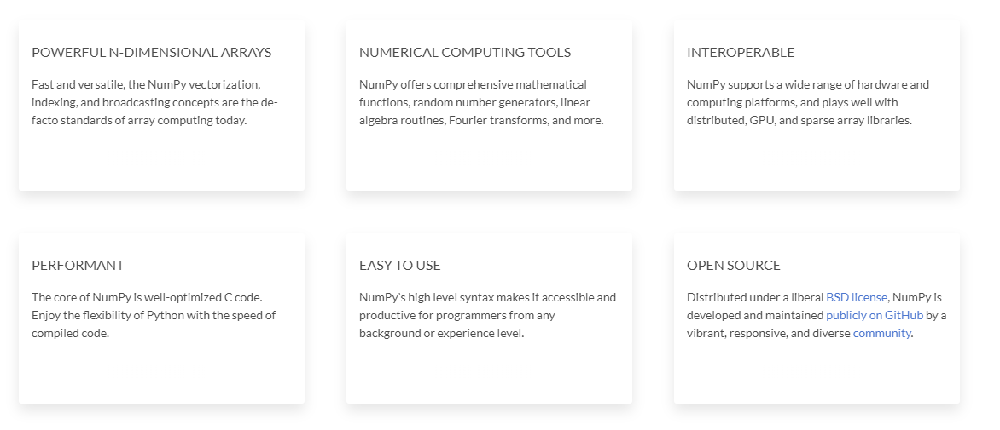 POWERFUL N-DIMENSIONAL ARRAYS
Fast and versatile, the NumPy vectorization,
indexing, and broadcasting concepts are the de-
facto standards of array computing today.
NUMERICAL COMPUTING TOOLS
NumPy offers comprehensive mathematical
functions, random number generators, linear
algebra routines, Fourier transforms, and more.
INTEROPERABLE
NumPy supports a wide range of hardware and
computing platforms, and plays well with
distributed, GPU, and sparse array libraries.
PERFORMANT
The core of NumPy is well-optimized C code.
Enjoy the flexibility of Python with the speed of
compiled code.
EASY TO USE
NumPy’s high level syntax makes it accessible and
productive for programmers from any
background or experience level.
OPEN SOURCE
Distributed under a liberal BSD license, NumPy is
developed and maintained publicly on GitHub by a
vibrant, responsive, and diverse community.